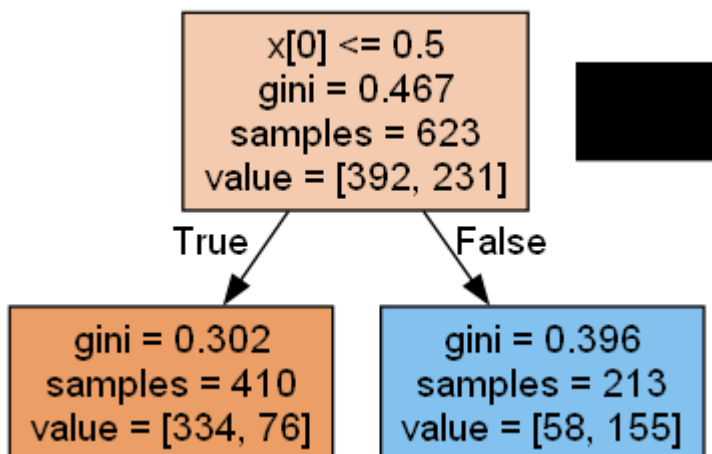 x[0] <= 0.5
gini = 0.467
samples = 623
value = [392, 231]
True
False
gini = 0.302
samples = 410
value = [334, 76]
gini = 0.396
samples = 213
value = [58, 155]